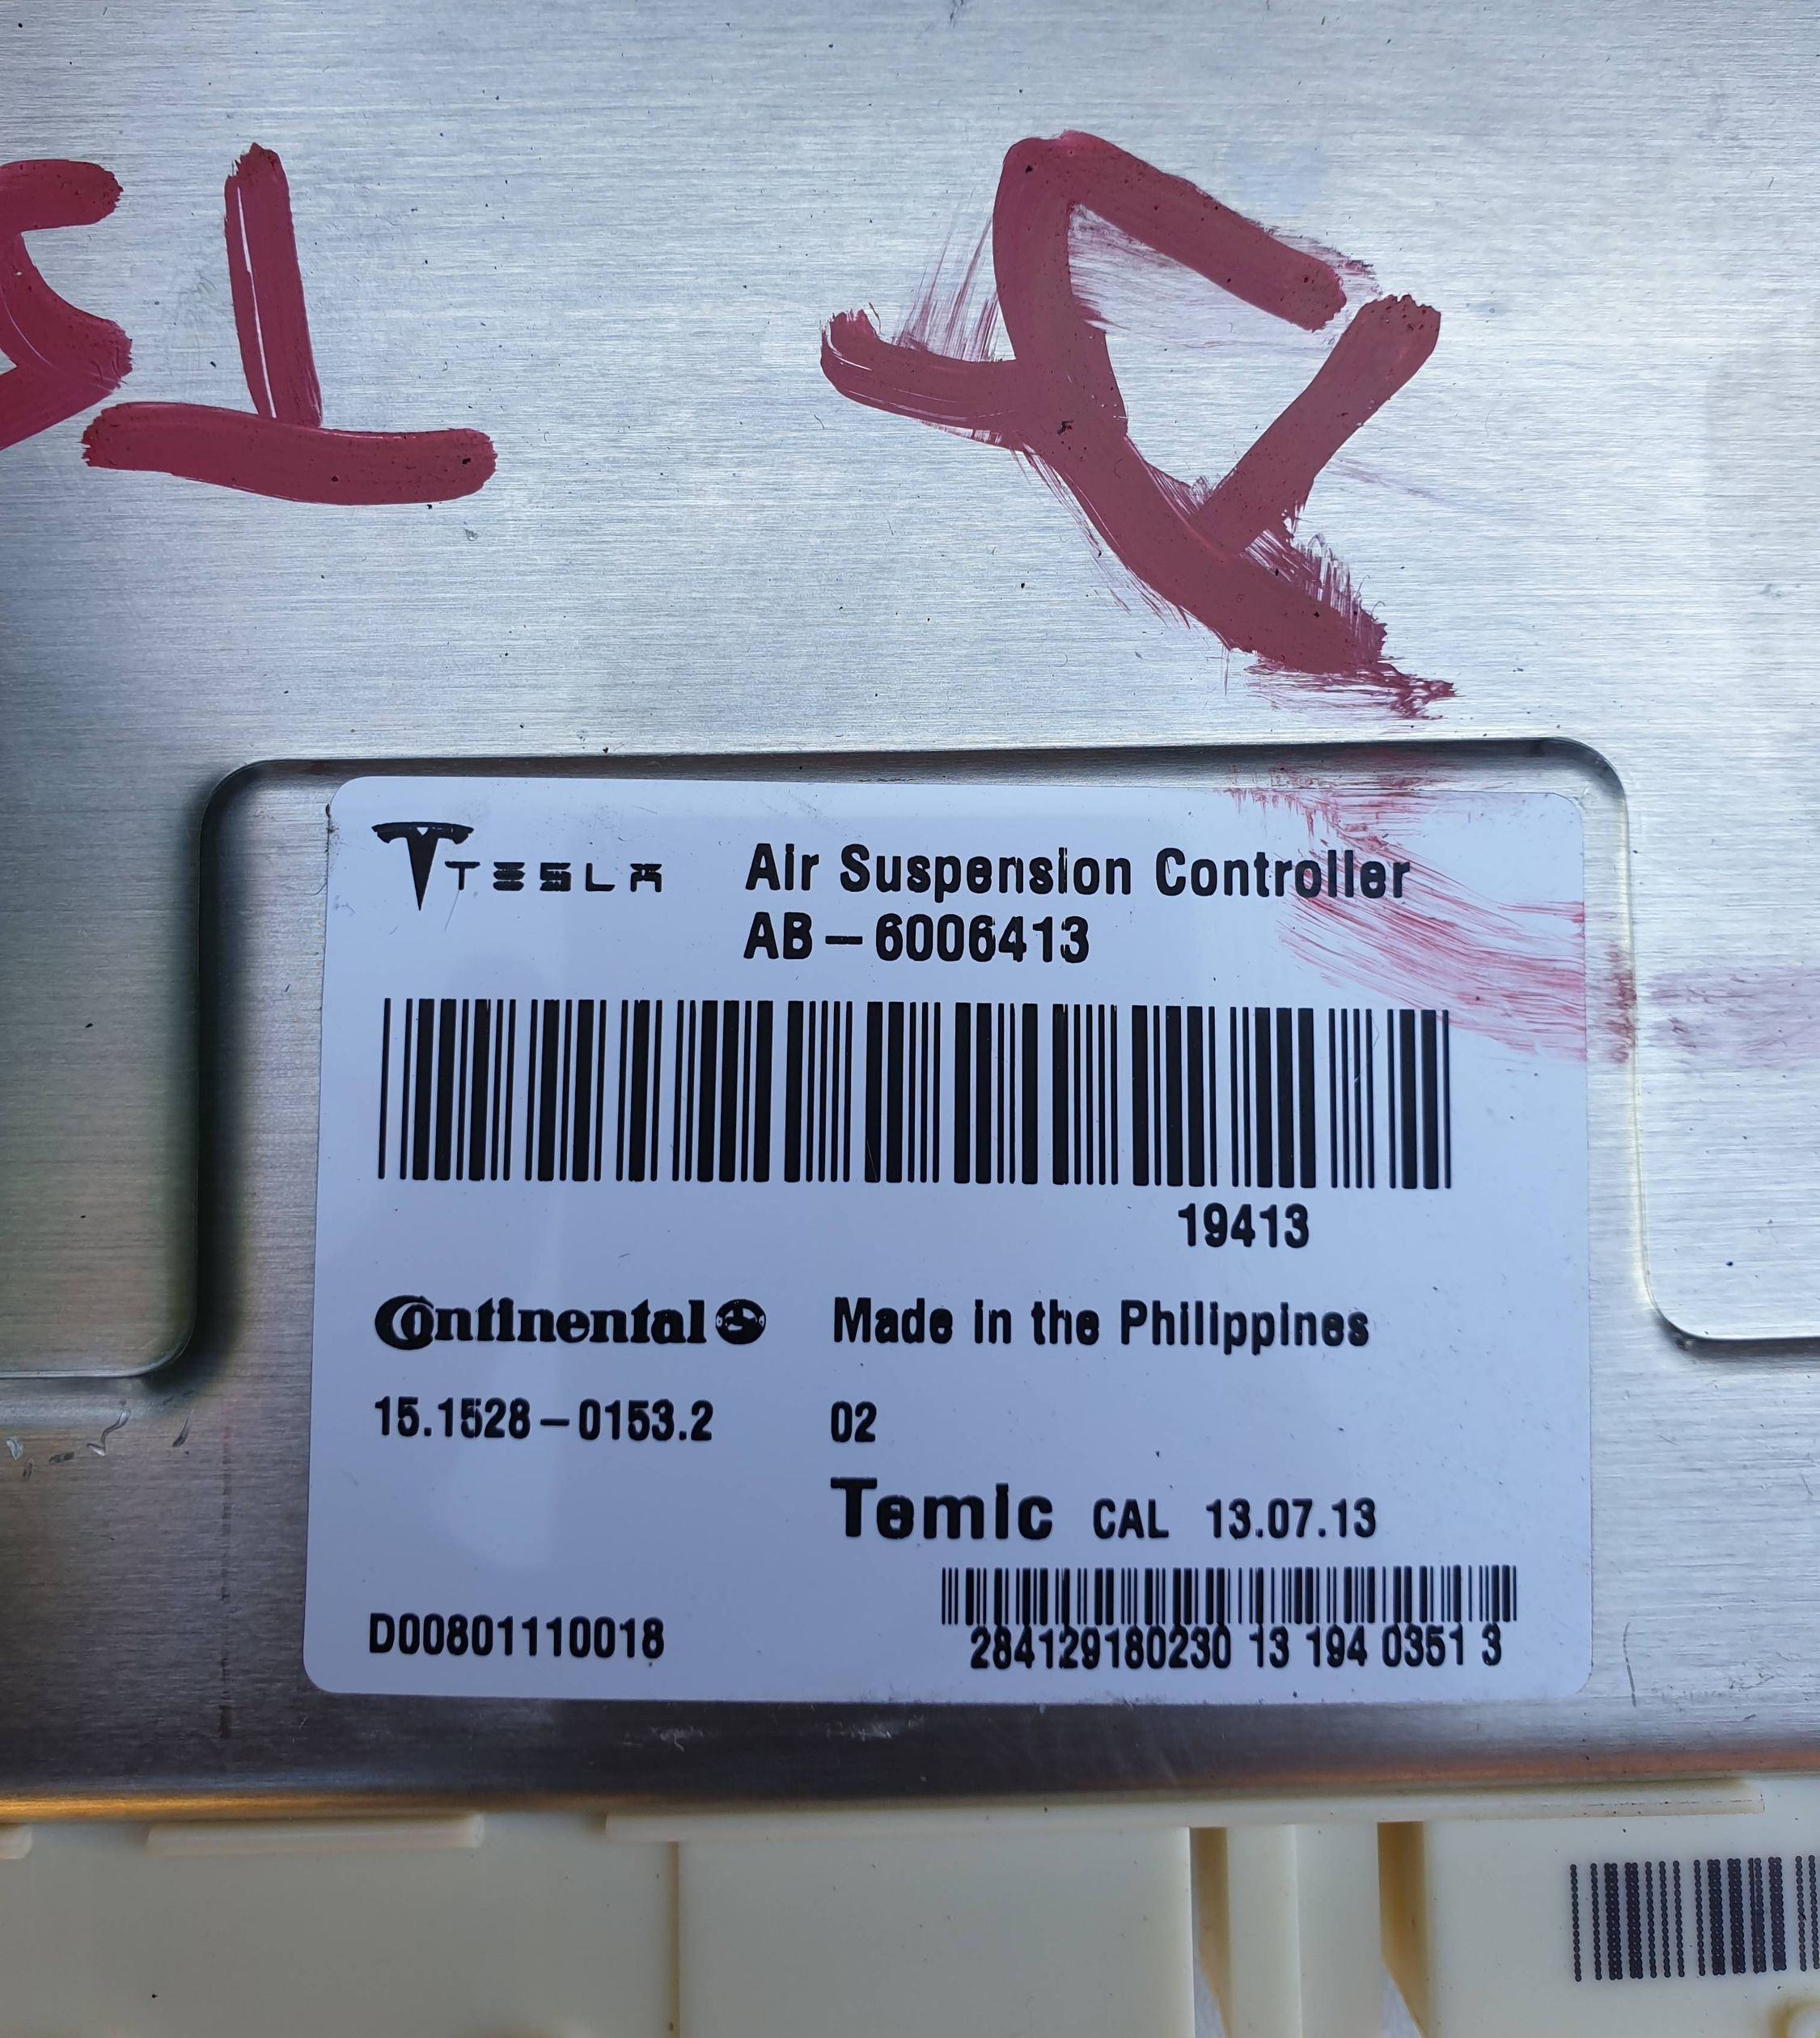 TESLA Air Suspension Controller
AB-6006413
19413
Continental Made in the Philippines
15.1528-0153.2 02
Temic CAL 13.07.13
D00801110018 284129180230 13 194 0351 3